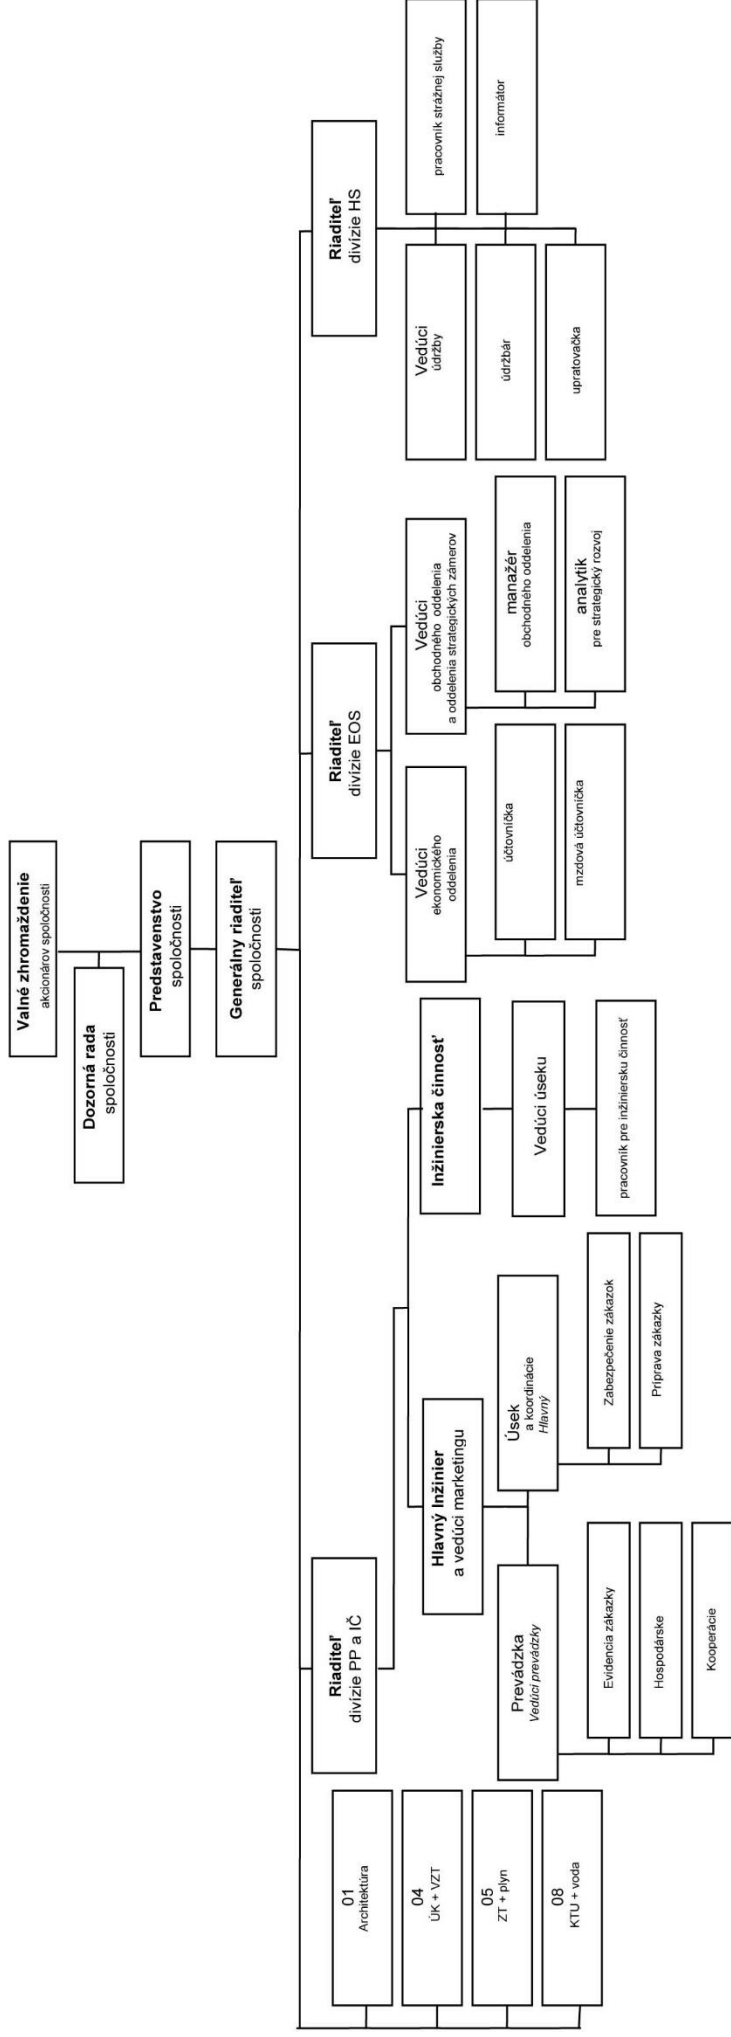 Valné zhromaždenie
akcionárov spoločnosti
Dozorná rada
spoločnosti
Predstavenstvo
spoločnosti
Generálny riaditeľ
spoločnosti
Riaditeľ
divízie PP a IČ
Riaditeľ
divízie EOS
Riaditeľ
divízie HS
01
Architektúra
04
ÚK + VZT
05
ZT + plyn
08
KTU + voda
Hlavný Inžinier
a vedúci marketingu
Inžinierska činnosť
Prevádzka
Vedúci prevádzky
Úsek
a koordinácie
Hlavný
Evidencia zákazky
Hospodárske
Kooperácie
Zabezpečenie zákazok
Príprava zákazky
Vedúci úseku
pracovník pre inžiniersku činnosť
Vedúci
ekonomického
oddelenia
účtovníčka
mzdová účtovníčka
Vedúci
obchodného oddelenia
a oddelenia strategických zámerov
manažér
obchodného oddelenia
analytik
pre strategický rozvoj
Vedúci
údržby
údržbár
upratovačka
pracovník strážnej služby
informátor